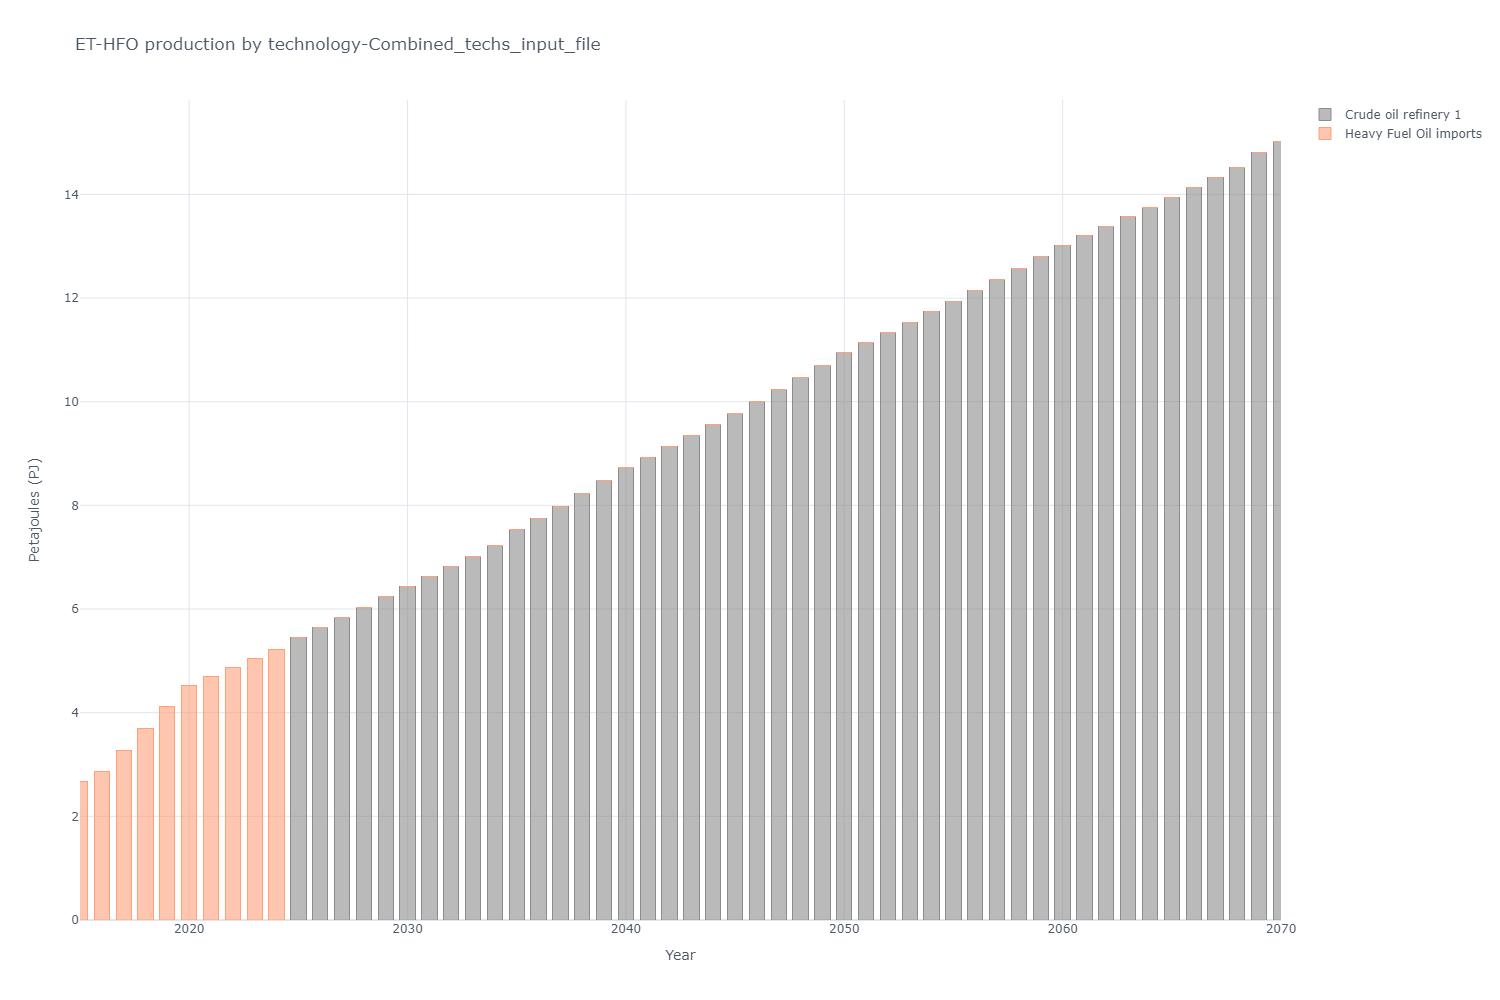 ET-HFO production by technology-Combined_techs_input_file
Crude oil refinery 1
Heavy Fuel Oil imports
14
12
10
8
6
4
2
0
Petajoules (PJ)
2020 2030 2040 2050 2060 2070
Year